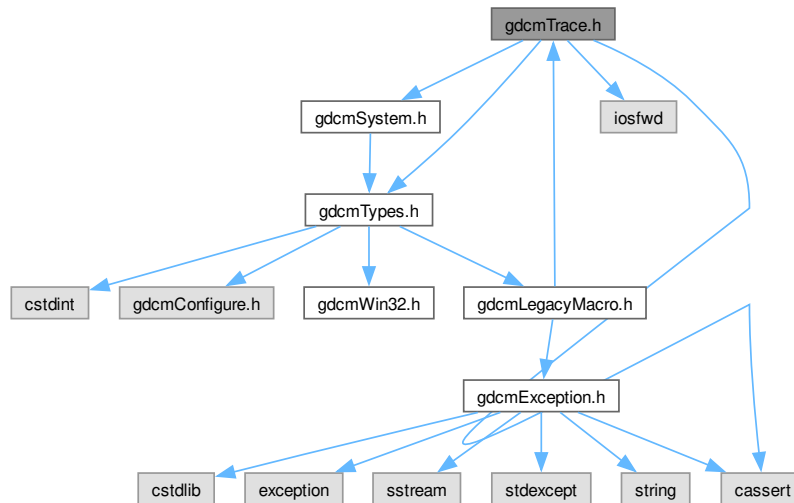 gdcmTrace.h
gdcmSystem.h
iosfwd
gdcmTypes.h
cstdint
gdcmConfigure.h
gdcmWin32.h
gdcmLegacyMacro.h
gdcmException.h
cstdlib
exception
sstream
stdexcept
string
cassert